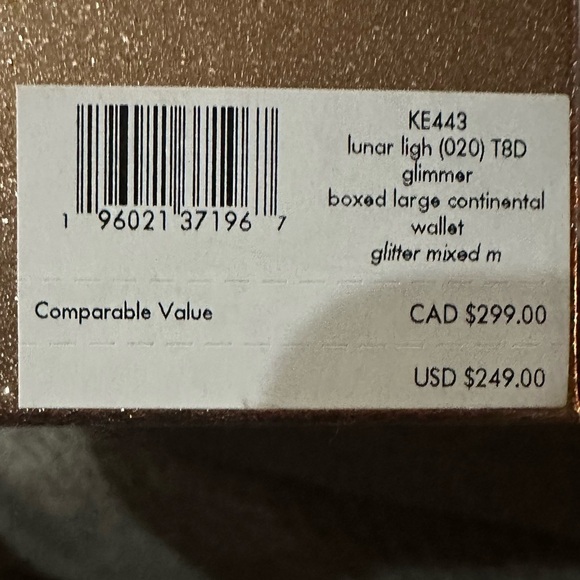 KE443
lunar ligh (020) T8D
glimmer
boxed large continental
wallet
glitter mixed m
1 96021 37196 7
Comparable Value CAD $299.00
USD $249.00